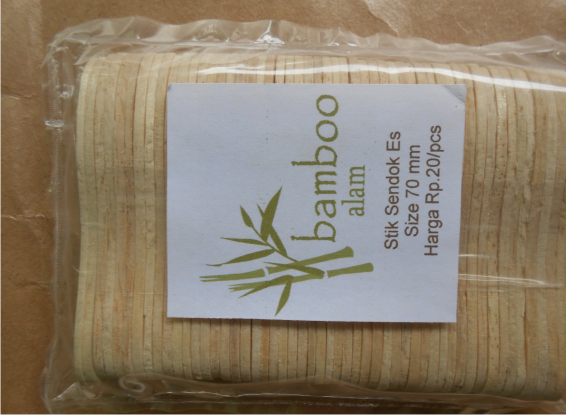 bamboo
alam
Stik Sendok Es
Size 70 mm
Harga Rp.20/pcs